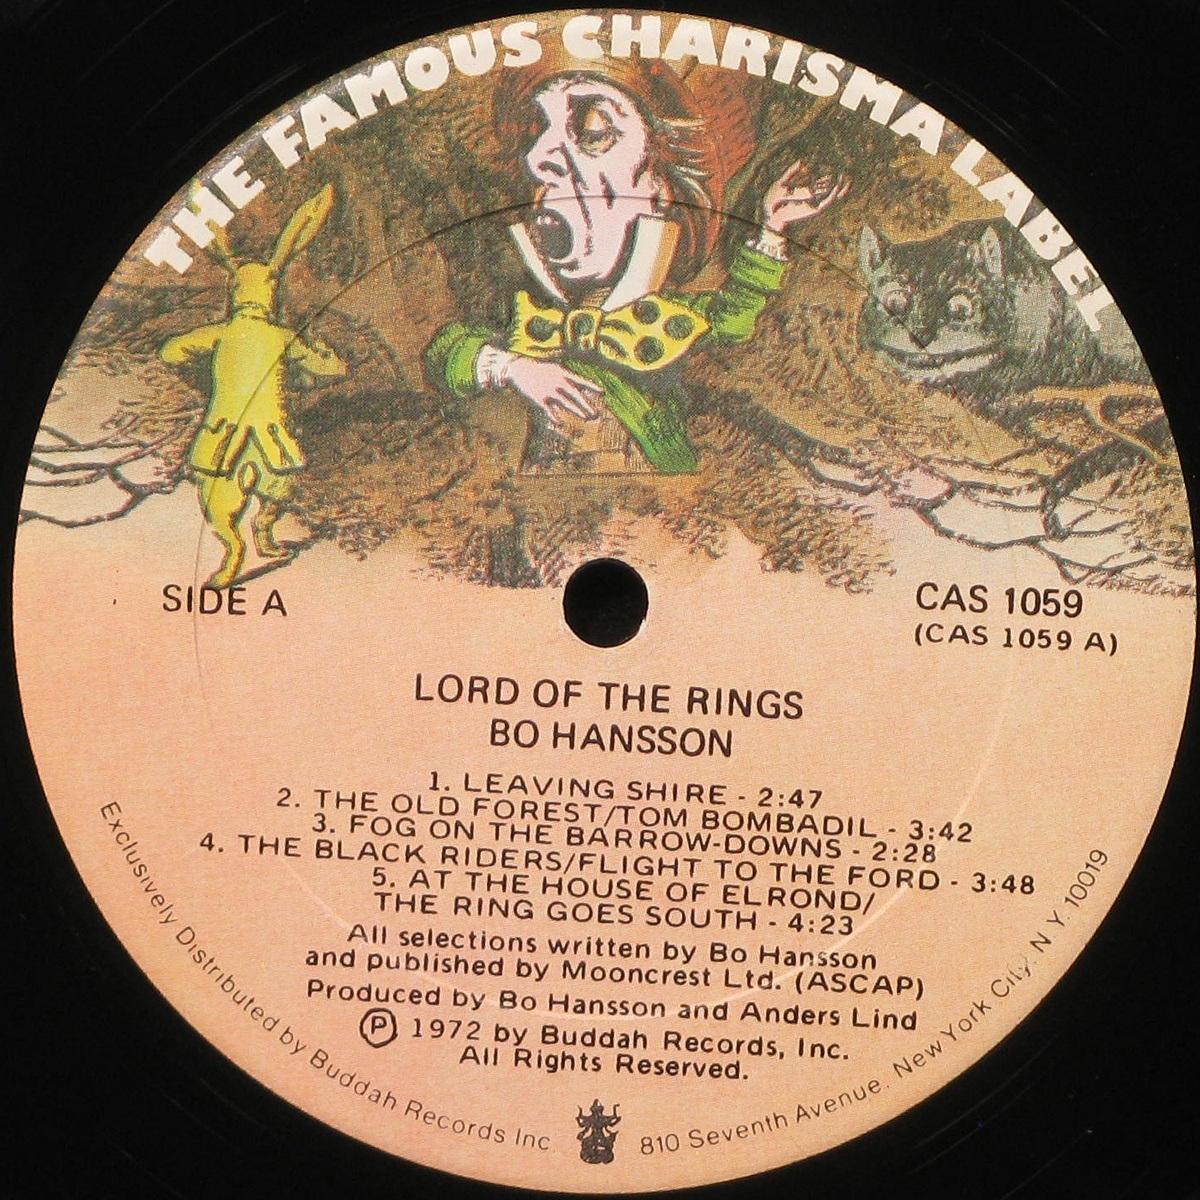 THE FAMOUS CHARISMA LABEL
SIDE A
CAS 1059
(CAS 1059 A)
LORD OF THE RINGS
BO HANSSON
1. LEAVING SHIRE - 2:47
2. THE OLD FOREST/TOM BOMBADIL - 3:42
3. FOG ON THE BARROW-DOWNS - 2:28
4. THE BLACK RIDERS/FLIGHT TO THE FORD - 3:48
5. AT THE HOUSE OF ELROND/
THE RING GOES SOUTH - 4:23
All selections written by Bo Hansson
and published by Mooncrest Ltd. (ASCAP)
Produced by Bo Hansson and Anders Lind
Ⓟ 1972 by Buddah Records, Inc.
All Rights Reserved.
Exclusively Distributed by Buddah Records Inc
810 Seventh Avenue. New York City. N Y. 10019